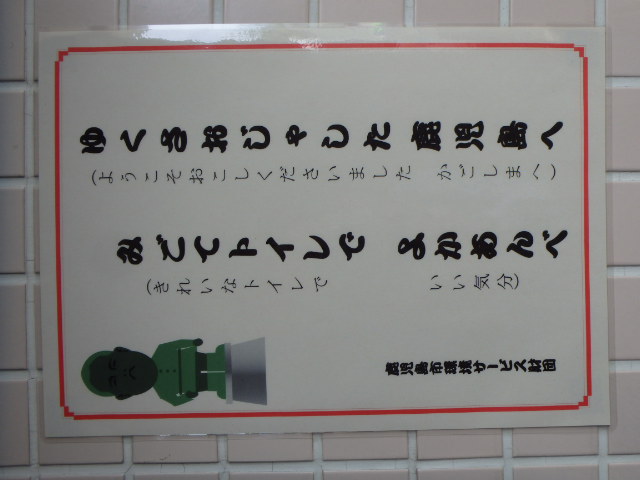 ゆくさおじゃしした 鹿児島へ
(ようこそおこしくださいました かごしまへ)
みごてトイレで よかあんべ
(きれいなトイレで いい気分)
鹿児島市環境サービス財団